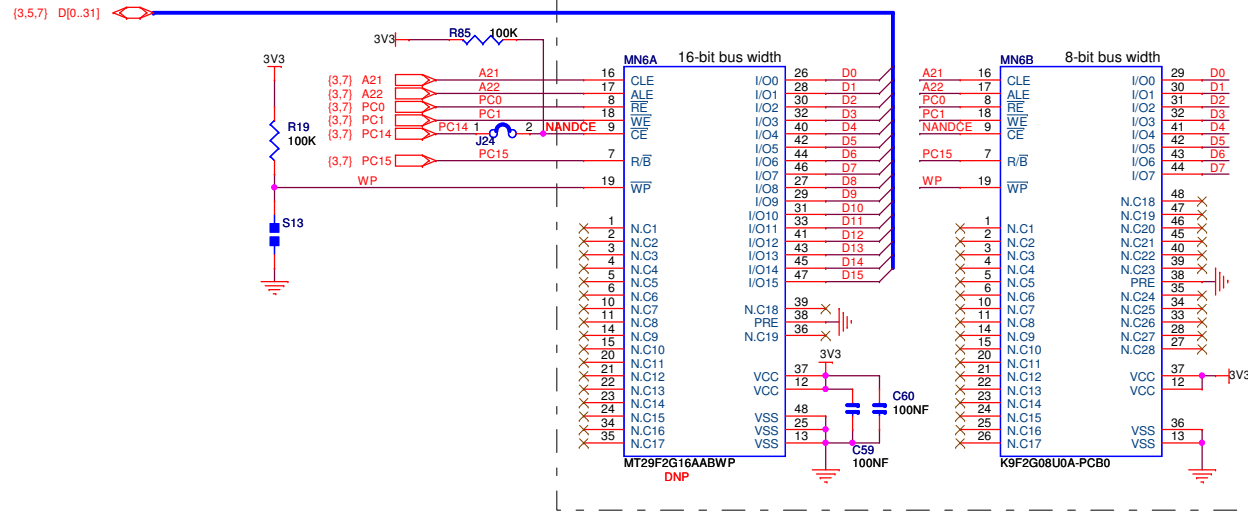 {3,5,7} D[0..31]
3V3 R85 100K
3V3
R19
100K
S13
{3,7} A21 A21
{3,7} A22 A22
{3,7} PC0 PC0
{3,7} PC1 PC1
{3,7} PC14 PC14 1 2 NANDCE
J24
{3,7} PC15 PC15
WP
MN6A 16-bit bus width
16 CLE
17 ALE
8 RE
18 WE
9 CE
7 R/B
19 WP
1 N.C1
2 N.C2
3 N.C3
4 N.C4
5 N.C5
6 N.C6
10 N.C7
11 N.C8
14 N.C9
15 N.C10
20 N.C11
21 N.C12
22 N.C13
23 N.C14
24 N.C15
34 N.C16
35 N.C17
I/O0 26 D0
I/O1 28 D1
I/O2 30 D2
I/O3 32 D3
I/O4 40 D4
I/O5 42 D5
I/O6 44 D6
I/O7 46 D7
I/O8 27 D8
I/O9 29 D9
I/O10 31 D10
I/O11 33 D11
I/O12 41 D12
I/O13 43 D13
I/O14 45 D14
I/O15 47 D15
N.C18 39
PRE 38
N.C19 36
3V3
VCC 37
VCC 12
VSS 48
VSS 25
VSS 13
C60
100NF
C59
100NF
MT29F2G16AABWP
DNP
MN6B 8-bit bus width
A21 16 CLE
A22 17 ALE
PC0 8 RE
PC1 18 WE
NANDCE 9 CE
PC15 7 R/B
WP 19 WP
1 N.C1
2 N.C2
3 N.C3
4 N.C4
5 N.C5
6 N.C6
10 N.C7
11 N.C8
14 N.C9
15 N.C10
20 N.C11
21 N.C12
22 N.C13
23 N.C14
24 N.C15
25 N.C16
26 N.C17
I/O0 29 D0
I/O1 30 D1
I/O2 31 D2
I/O3 32 D3
I/O4 41 D4
I/O5 42 D5
I/O6 43 D6
I/O7 44 D7
N.C18 48
N.C19 47
N.C20 46
N.C21 45
N.C22 40
N.C23 39
PRE 38
N.C24 35
N.C25 34
N.C26 33
N.C27 28
N.C28 27
VCC 37 3V3
VCC 12
VSS 36
VSS 13
K9F2G08U0A-PCB0